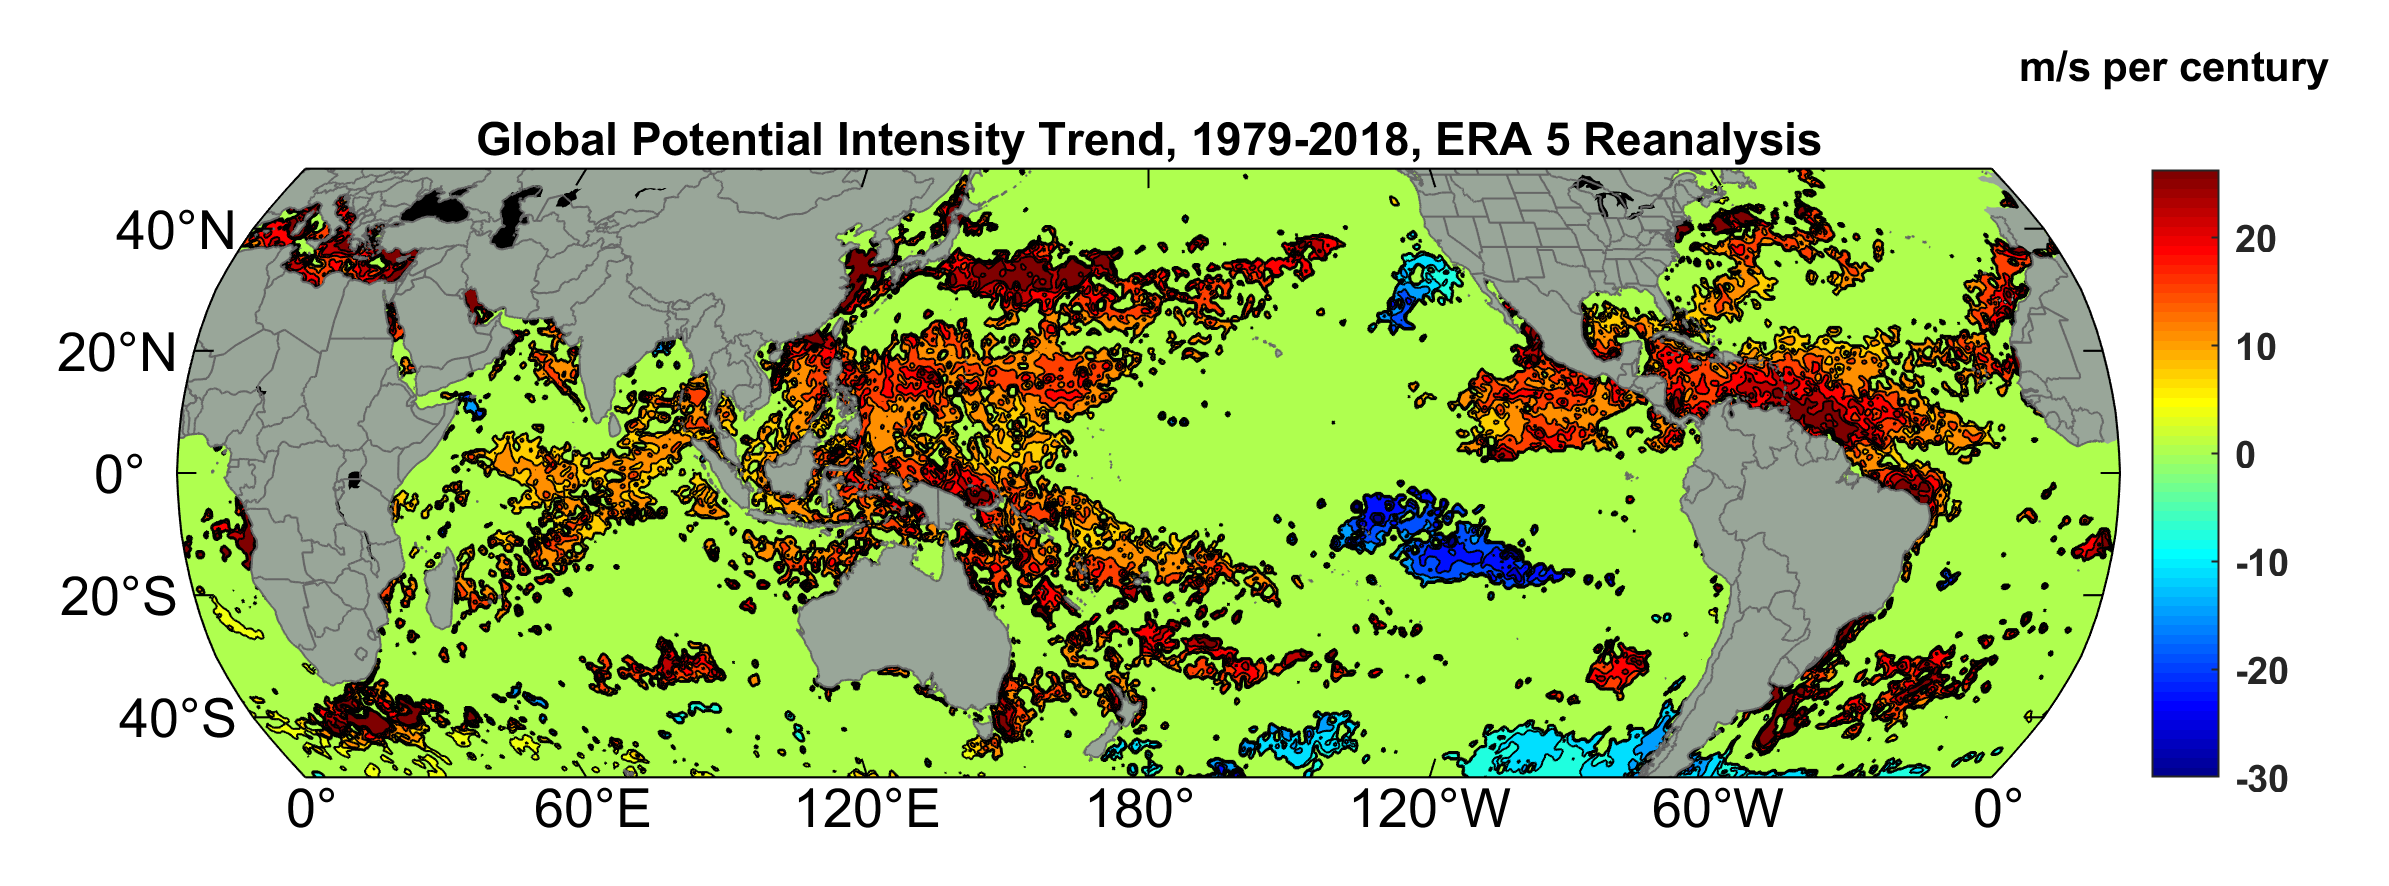 m/s per century
Global Potential Intensity Trend, 1979-2018, ERA 5 Reanalysis
40°N
20°N
0°
20°S
40°S
0°
60°E
120°E
180°
120°W
60°W
0°
20
10
0
-10
-20
-30